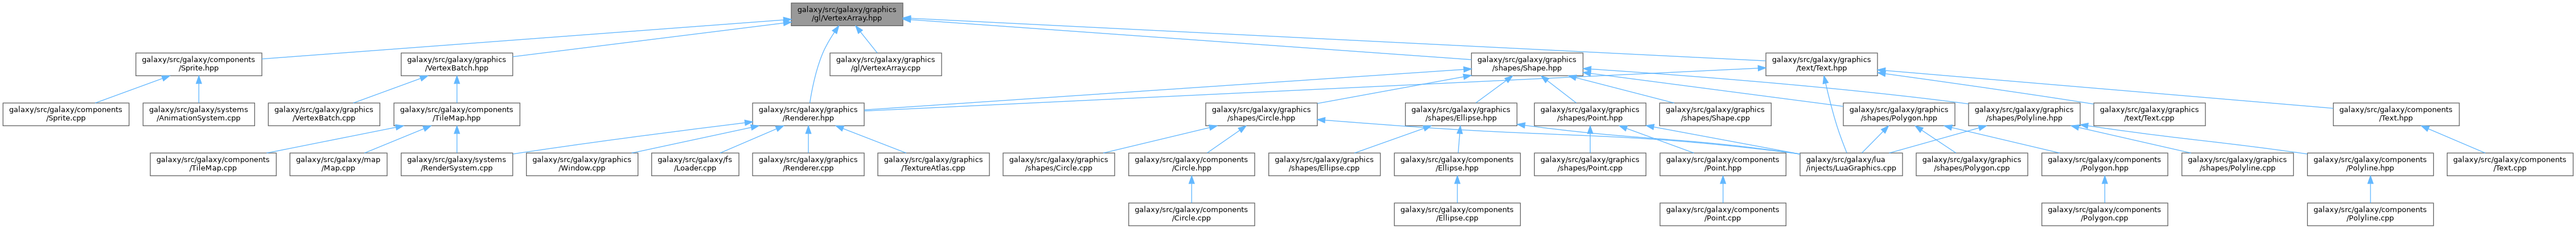 galaxy/src/galaxy/graphics
/gl/VertexArray.hpp
galaxy/src/galaxy/components
/Sprite.hpp
galaxy/src/galaxy/graphics
/VertexBatch.hpp
galaxy/src/galaxy/graphics
/gl/VertexArray.cpp
galaxy/src/galaxy/graphics
/shapes/Shape.hpp
galaxy/src/galaxy/graphics
/text/Text.hpp
galaxy/src/galaxy/components
/Sprite.cpp
galaxy/src/galaxy/systems
/AnimationSystem.cpp
galaxy/src/galaxy/graphics
/VertexBatch.cpp
galaxy/src/galaxy/components
/TileMap.hpp
galaxy/src/galaxy/graphics
/Renderer.hpp
galaxy/src/galaxy/graphics
/shapes/Circle.hpp
galaxy/src/galaxy/graphics
/shapes/Ellipse.hpp
galaxy/src/galaxy/graphics
/shapes/Point.hpp
galaxy/src/galaxy/graphics
/shapes/Shape.cpp
galaxy/src/galaxy/graphics
/shapes/Polygon.hpp
galaxy/src/galaxy/graphics
/shapes/Polyline.hpp
galaxy/src/galaxy/graphics
/text/Text.cpp
galaxy/src/galaxy/components
/Text.hpp
galaxy/src/galaxy/components
/TileMap.cpp
galaxy/src/galaxy/map
/Map.cpp
galaxy/src/galaxy/systems
/RenderSystem.cpp
galaxy/src/galaxy/graphics
/Window.cpp
galaxy/src/galaxy/fs
/Loader.cpp
galaxy/src/galaxy/graphics
/Renderer.cpp
galaxy/src/galaxy/graphics
/TextureAtlas.cpp
galaxy/src/galaxy/graphics
/shapes/Circle.cpp
galaxy/src/galaxy/components
/Circle.hpp
galaxy/src/galaxy/graphics
/shapes/Ellipse.cpp
galaxy/src/galaxy/components
/Ellipse.hpp
galaxy/src/galaxy/graphics
/shapes/Point.cpp
galaxy/src/galaxy/components
/Point.hpp
galaxy/src/galaxy/lua
/injects/LuaGraphics.cpp
galaxy/src/galaxy/graphics
/shapes/Polygon.cpp
galaxy/src/galaxy/components
/Polygon.hpp
galaxy/src/galaxy/graphics
/shapes/Polyline.cpp
galaxy/src/galaxy/components
/Polyline.hpp
galaxy/src/galaxy/components
/Text.cpp
galaxy/src/galaxy/components
/Circle.cpp
galaxy/src/galaxy/components
/Ellipse.cpp
galaxy/src/galaxy/components
/Point.cpp
galaxy/src/galaxy/components
/Polygon.cpp
galaxy/src/galaxy/components
/Polyline.cpp